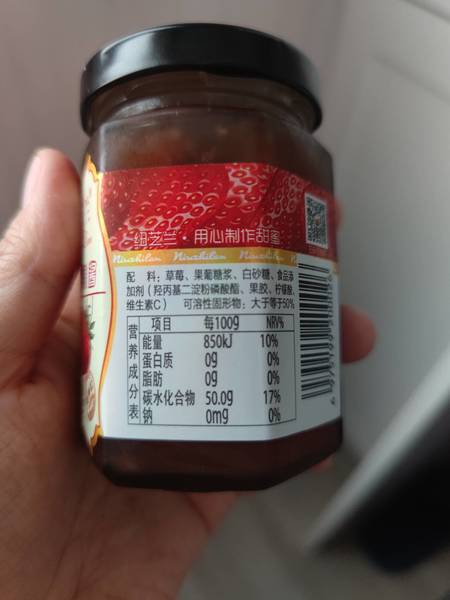 纽芝兰·用心制作甜蜜
Nirzhilan Nirzhilan Nirzhilan
配 料：草莓、果葡糖浆、白砂糖、食品添
加剂（羟丙基二淀粉磷酸酯、果胶、柠檬酸、
维生素C） 可溶性固形物：大于等于50%
营养成分表
项目 每100g NRV%
能量 850kJ 10%
蛋白质 0g 0%
脂肪 0g 0%
碳水化合物 50.0g 17%
钠 0mg 0%